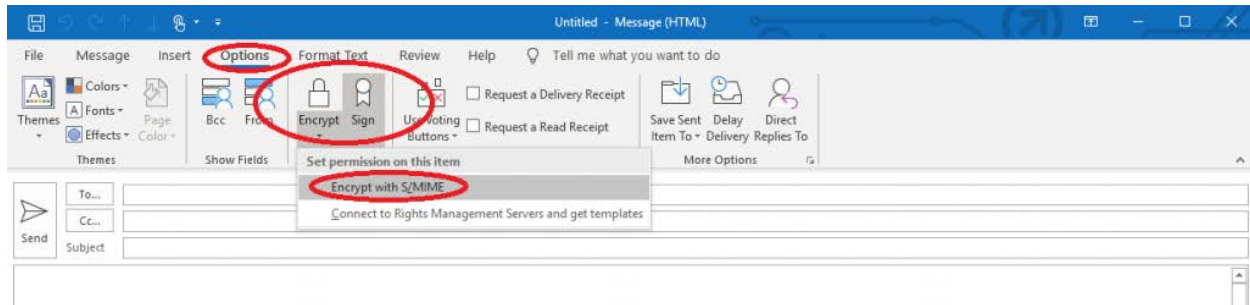 Untitled - Message (HTML)
File Message Insert Options Format Text Review Help Tell me what you want to do
Themes
Colors
Fonts
Effects
Page Color
Themes
Bcc From
Show Fields
Encrypt Sign
Use Voting Buttons
Request a Delivery Receipt
Request a Read Receipt
Save Sent Item To
Delay Delivery
Direct Replies To
More Options
Set permission on this item
Encrypt with S/MIME
Connect to Rights Management Servers and get templates
Send
To...
Cc...
Subject